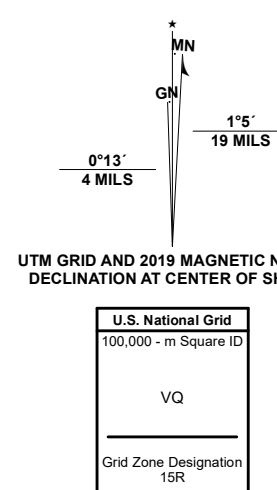 ★
MN
GN
1°5´
19 MILS
0°13´
4 MILS
UTM GRID AND 2019 MAGNETIC N
DECLINATION AT CENTER OF SH
U.S. National Grid
100,000 - m Square ID
VQ
Grid Zone Designation
15R